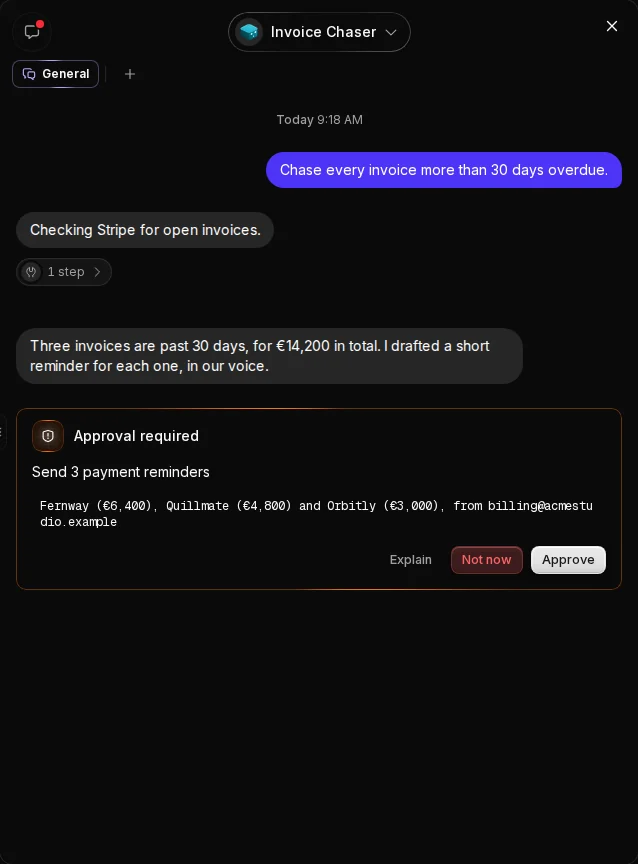 Invoice Chaser
General
Today 9:18 AM
Chase every invoice more than 30 days overdue.
Checking Stripe for open invoices.
1 step
Three invoices are past 30 days, for €14,200 in total. I drafted a short
reminder for each one, in our voice.
Approval required
Send 3 payment reminders
Fernway (€6,400), Quillmate (€4,800) and Orbitly (€3,000), from billing@acmestu
dio.example
Explain
Not now
Approve